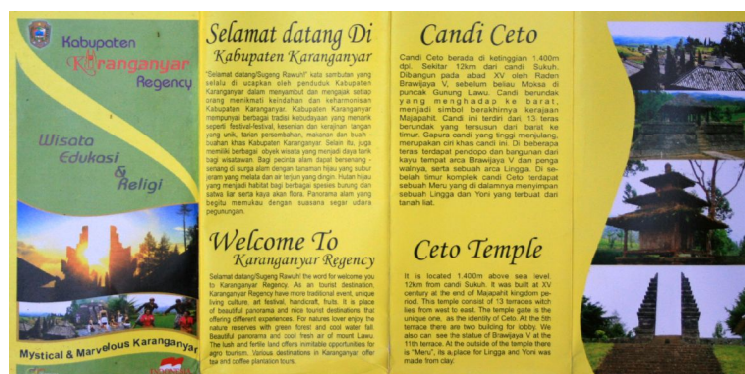 Kabupaten
Karanganyar
Regency
Wisata
Edukasi
&
Religi
Mystical & Marvelous Karanganyar
Selamat datang Di
Kabupaten Karanganyar
"Selamat datang/Sugeng Rawuh!" kata sambutan yang
selalu di ucapkan oleh penduduk Kabupaten
Karanganyar dalam menyambut dan mengajak setiap
orang menikmati keindahan dan keharmonisan
Kabupaten Karanganyar. Kabupaten Karanganyar
mempunyai berbagai tradisi kebudayaan yang menarik
seperti festival-festival, kesenian dan kerajinan tangan
yang unik, tarian persembahan, makanan dan buah -
buahan khas Kabupaten Karanganyar. Selain itu, juga
memiliki berbagai obyek wisata yang menjadi daya tarik
bagi wisatawan. Bagi pecinta alam dapat bersenang -
senang di surga alam dengan tanaman hijau yang subur
jeram yang melata dan air terjun yang dingin. Hutan hijau
yang menjadi habitat bagi berbagai spesies burung dan
satwa liar serta kaya akan flora. Panorama alam yang
begitu memukau dengan suasana segar udara
pegunungan.
Welcome To
Karanganyar Regency
Selamat datang/Sugeng Rawuh! the word for welcome you
to Karanganyar Regency. As an tourist destination,
Karanganyar Regency have more traditional event, unique
living culture, art festival, handcraft, fruits. It is place
of beautiful panorama and nice tourist destinations that
offering different experiences. For natures lover enjoy the
nature reserves with green forest and cool water fall.
Beautiful panorama and cool fresh air of mount Lawu.
The lush and fertile land offers inmitable opportunities for
agro tourism. Various destinations in Karanganyar offer
tea and coffee plantation tours.
Candi Ceto
Candi Ceto berada di ketinggian 1.400m
dpl. Sekitar 12km dari candi Sukuh.
Dibangun pada abad XV oleh Raden
Brawijaya V, sebelum beliau Moksa di
puncak Gunung Lawu. Candi berundak
yang menghadap ke barat,
menjadi simbol berakhirnya kerajaan
Majapahit. Candi ini terdiri dari 13 teras
berundak yang tersusun dari barat ke
timur. Gapura candi yang tinggi menjulang,
merupakan ciri khas candi ini. Di beberapa
teras terdapat pendopo dan bangunan dari
kayu tempat arca Brawijaya V dan penga
walnya, serta sebuah arca Lingga. Di se-
belah timur komplek candi Ceto terdapat
sebuah Meru yang di dalamnya menyimpan
sebuah Lingga dan Yoni yang terbuat dari
tanah liat.
Ceto Temple
It is located 1.400m above sea level.
12km from candi Sukuh. It was built at XV
century at the end of Majapahit kingdom pe-
riod. This temple consist of 13 terraces witch
lies from west to east. The temple gate is the
unique one, as the identity of Ceto. At the 5th
terrace there are two building for lobby. We
also can see the statue of Brawijaya V at the
11th terrace. At the outside of the temple there
is "Meru", its a place for Lingga and Yoni was
made from clay.